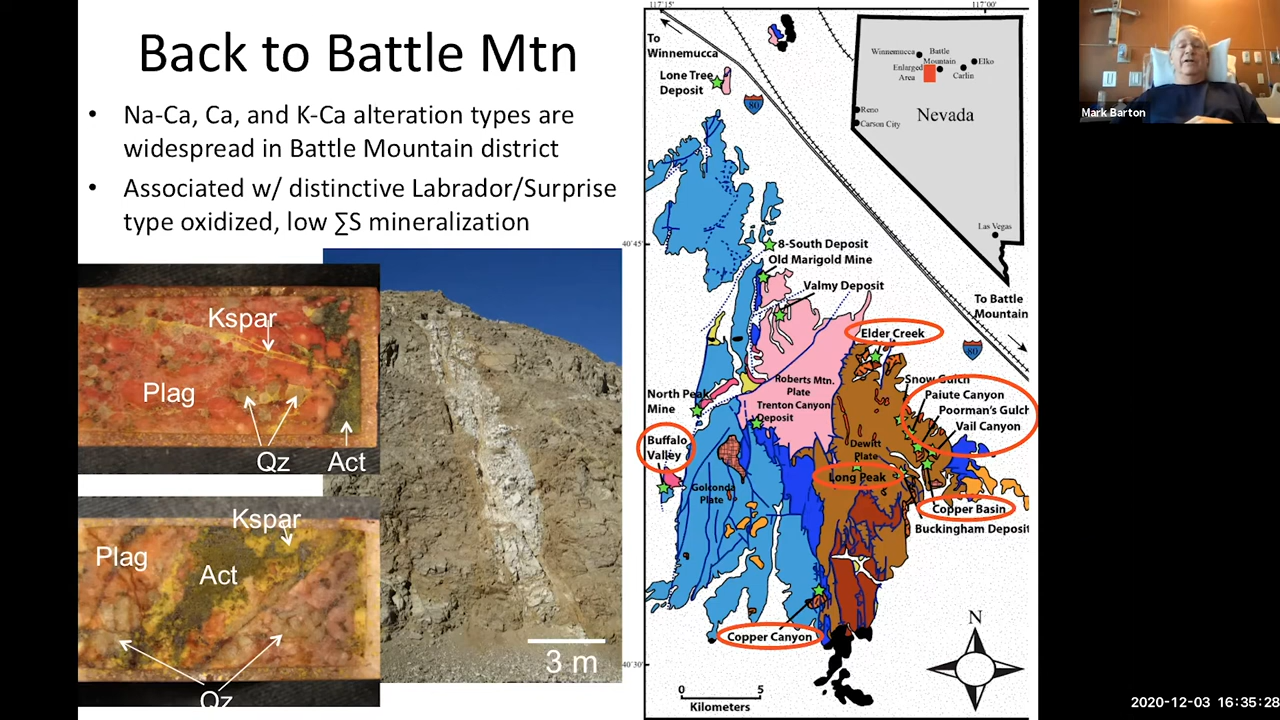 Back to Battle Mtn
• Na-Ca, Ca, and K-Ca alteration types are
widespread in Battle Mountain district
• Associated w/ distinctive Labrador/Surprise
type oxidized, low ∑S mineralization
Kspar
Plag
Qz
Act
Kspar
Plag
Act
Qz
3 m
117°15'
117°00'
To
Winnemucca
Lone Tree
Deposit
80
Winnemucca
Battle
Mountain
Elko
Enlarged
Area
Carlin
Reno
Carson City
Nevada
Las Vegas
40°45'
8-South Deposit
Old Marigold Mine
Valmy Deposit
To Battle
Mountain
80
Elder Creek
Snow Gulch
Paiute Canyon
Poorman's Gulch
Vail Canyon
Roberts Mtn.
Plate
Trenton Canyon
Deposit
North Peak
Mine
Buffalo
Valley
Dewitt
Plate
Long Peak
Golconda
Plate
Copper Basin
Buckingham Deposit
Copper Canyon
40°30'
N
0 5
Kilometers
Mark Barton
2020-12-03 16:35:28